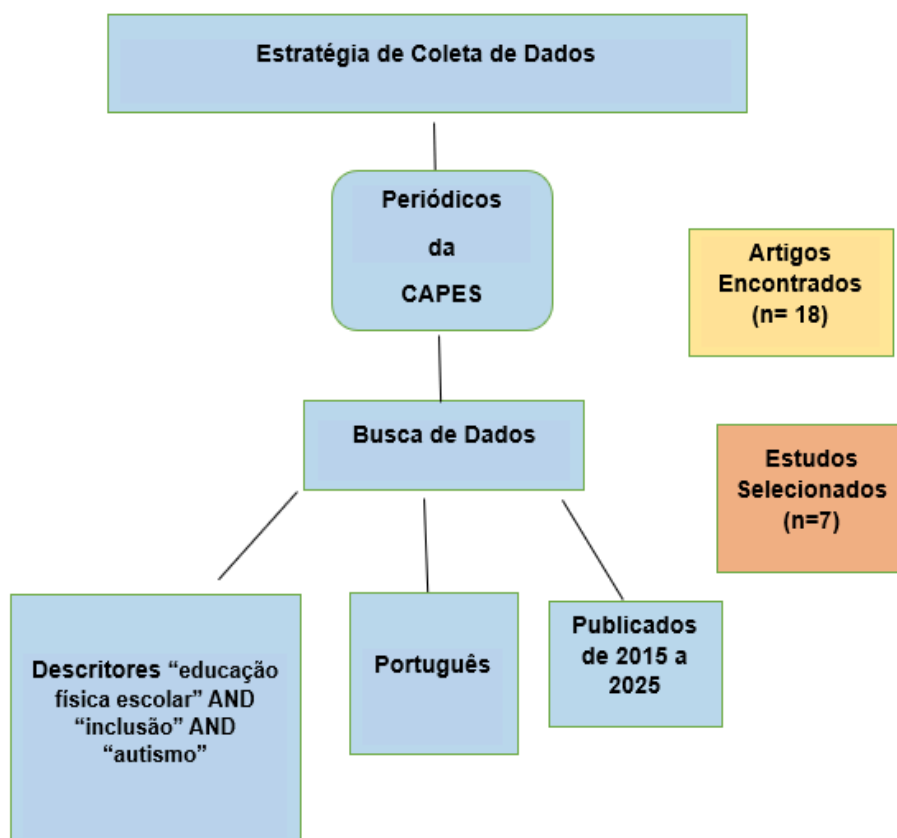 Estratégia de Coleta de Dados
Periódicos
da
CAPES
Artigos
Encontrados
(n= 18)
Busca de Dados
Estudos
Selecionados
(n=7)
Descritores “educação
física escolar” AND
“inclusão” AND
“autismo”
Português
Publicados
de 2015 a
2025